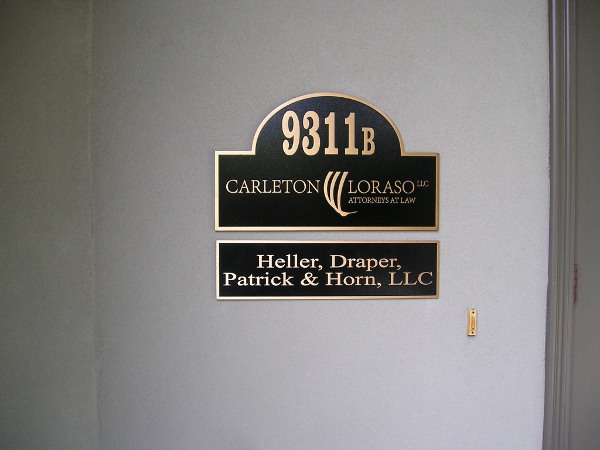 9311B
CARLETON LORASO LLC
ATTORNEYS AT LAW
Heller, Draper,
Patrick & Horn, LLC